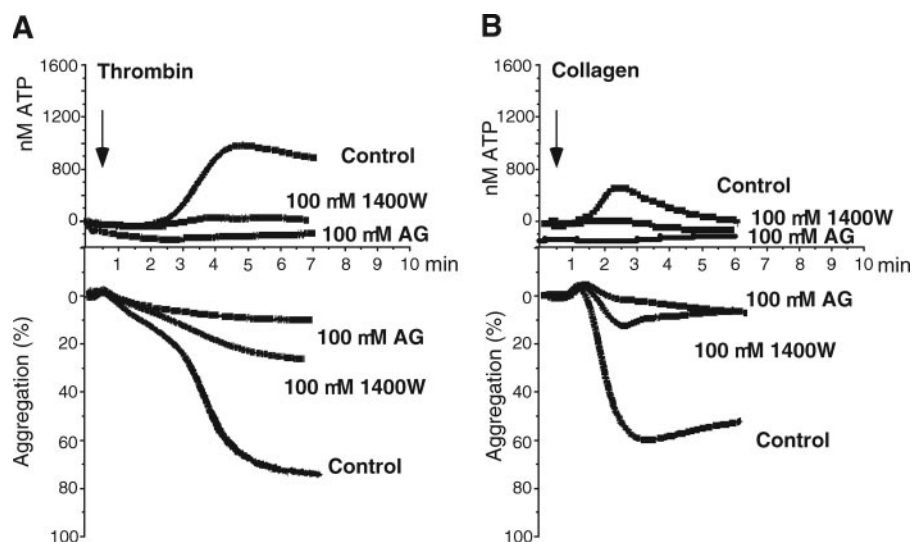 A
Thrombin
nM ATP
1600
1200
800
0
Control
100 mM 1400W
100 mM AG
1 2 3 4 5 6 7 8 9 10 min
Aggregation (%)
0
20
40
60
80
100
100 mM AG
100 mM 1400W
Control
B
Collagen
nM ATP
1600
1200
800
0
Control
100 mM 1400W
100 mM AG
1 2 3 4 5 6 7 8 9 10 min
Aggregation (%)
0
20
40
60
80
100
100 mM AG
100 mM 1400W
Control